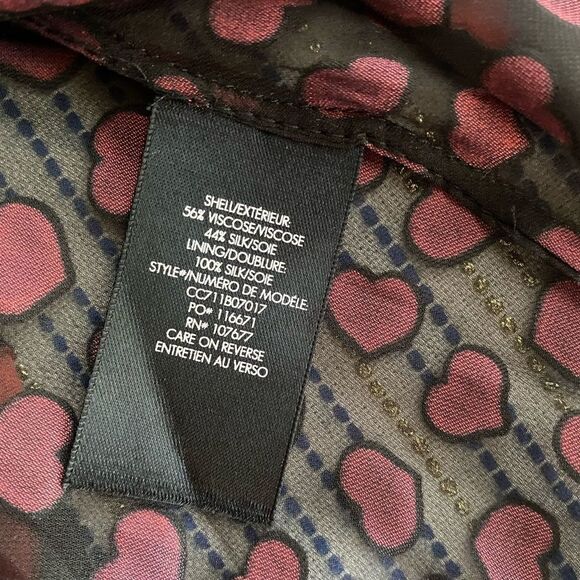 SHELL/EXTÉRIEUR:
56% VISCOSE/VISCOSE
44% SILK/SOIE
LINING/DOUBLURE:
100% SILK/SOIE
STYLE#/NUMÉRO DE MODÈLE:
CC711B07017
PO# 116671
RN# 107677
CARE ON REVERSE
ENTRETIEN AU VERSO